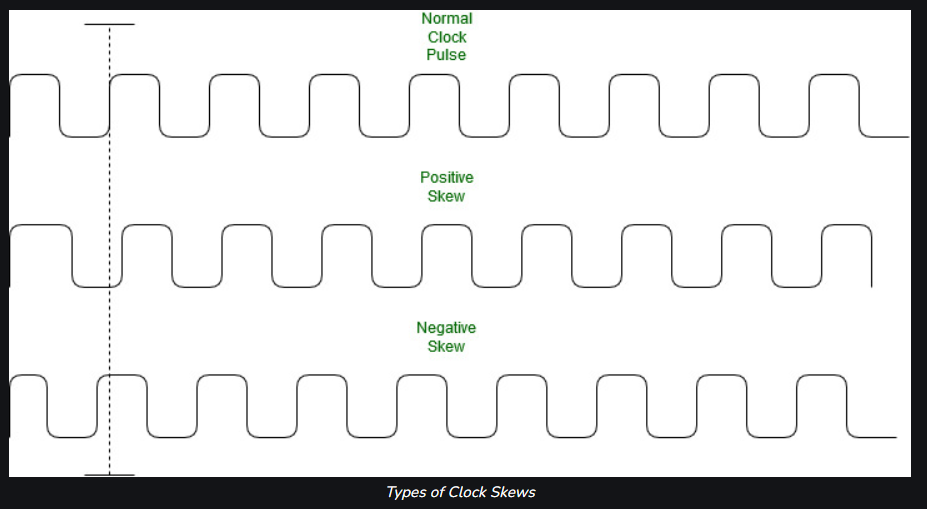 Normal
Clock
Pulse
Positive
Skew
Negative
Skew
Types of Clock Skews